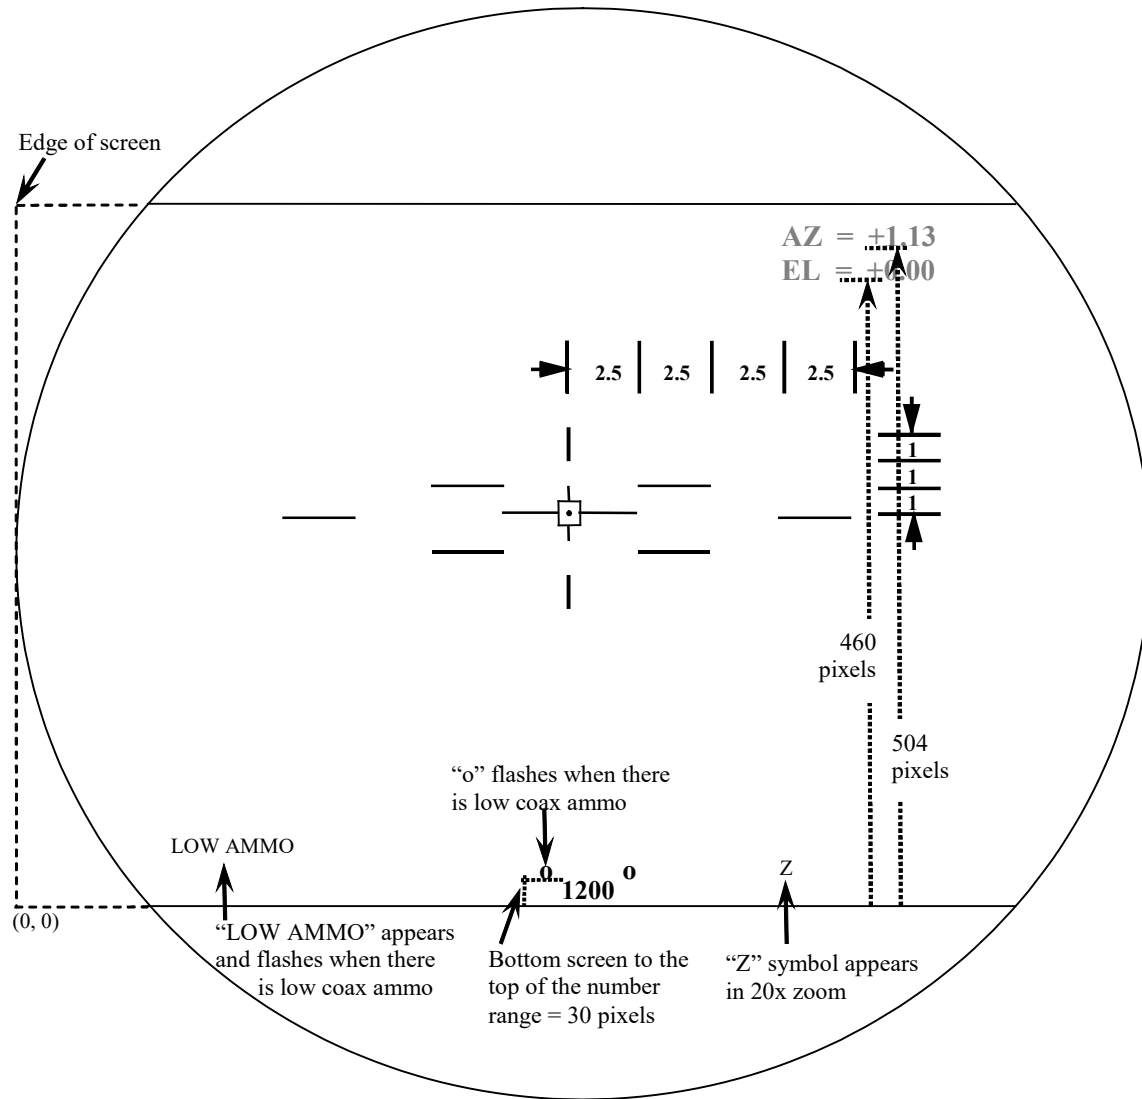 Edge of screen
AZ = +1.13
EL = +0.00
2.5 2.5 2.5 2.5
1
1
1
460
pixels
504
pixels
“o” flashes when there
is low coax ammo
LOW AMMO
o o
Z
1200
(0, 0)
“LOW AMMO” appears
and flashes when there
is low coax ammo
Bottom screen to the
top of the number
range = 30 pixels
“Z” symbol appears
in 20x zoom